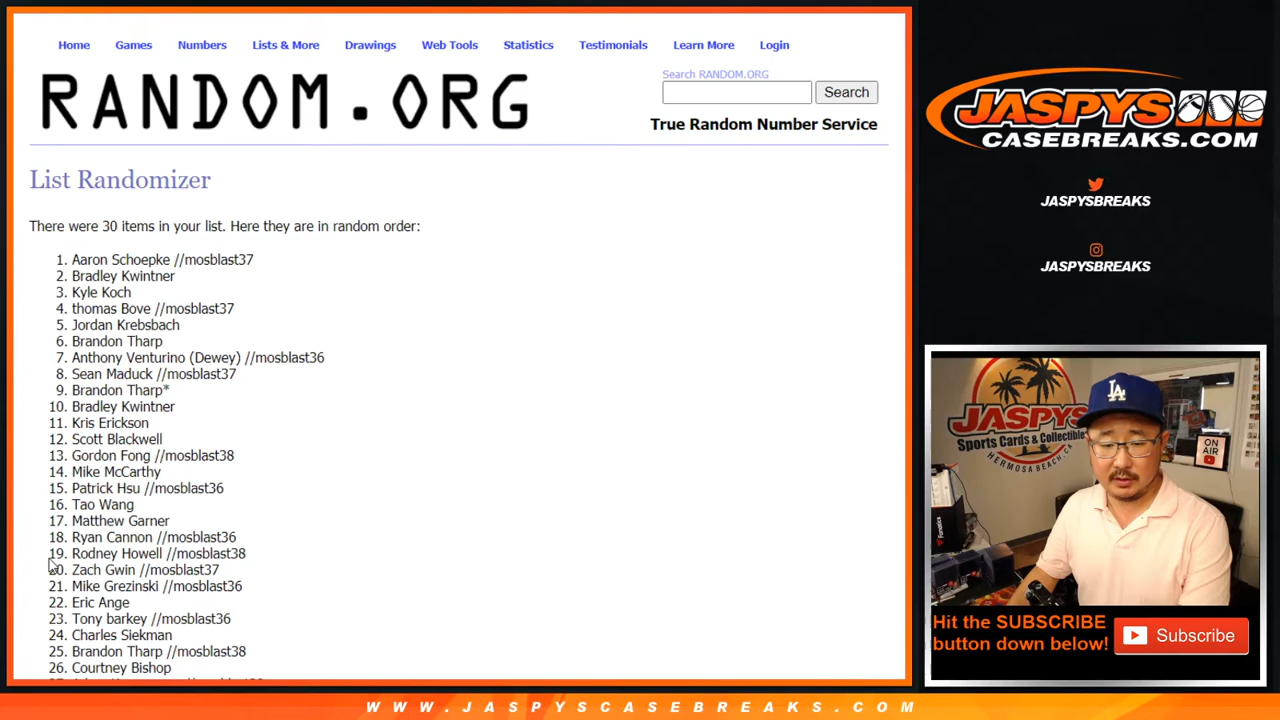 Home Games Numbers Lists & More Drawings Web Tools Statistics Testimonials Learn More Login
RANDOM.ORG
Search RANDOM.ORG
Search
True Random Number Service
List Randomizer
There were 30 items in your list. Here they are in random order:
1. Aaron Schoepke //mosblast37
2. Bradley Kwintner
3. Kyle Koch
4. thomas Bove //mosblast37
5. Jordan Krebsbach
6. Brandon Tharp
7. Anthony Venturino (Dewey) //mosblast36
8. Sean Maduck //mosblast37
9. Brandon Tharp*
10. Bradley Kwintner
11. Kris Erickson
12. Scott Blackwell
13. Gordon Fong //mosblast38
14. Mike McCarthy
15. Patrick Hsu //mosblast36
16. Tao Wang
17. Matthew Garner
18. Ryan Cannon //mosblast36
19. Rodney Howell //mosblast38
20. Zach Gwin //mosblast37
21. Mike Grezinski //mosblast36
22. Eric Ange
23. Tony barkey //mosblast36
24. Charles Siekman
25. Brandon Tharp //mosblast38
26. Courtney Bishop
JASPYS
CASEBREAKS.COM
JASPYSBREAKS
JASPYSBREAKS
JASPYS
Sports Cards & Collectibles
HERMOSA BEACH, CA
LA
ON AIR
Fanatics
Hit the SUBSCRIBE
button down below!
Subscribe
WWW.JASPYSCASEBREAKS.COM